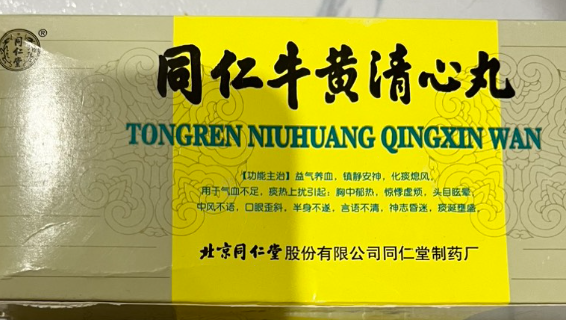 同仁堂
®
同仁牛黄清心丸
TONGREN NIUHUANG QINGXIN WAN
【功能主治】益气养血，镇静安神，化痰熄风。
用于气血不足，痰热上扰引起：胸中郁热，惊悸虚烦，头目眩晕，
中风不语，口眼歪斜，半身不遂，言语不清，神志昏迷，痰涎壅盛。
北京同仁堂股份有限公司同仁堂制药厂